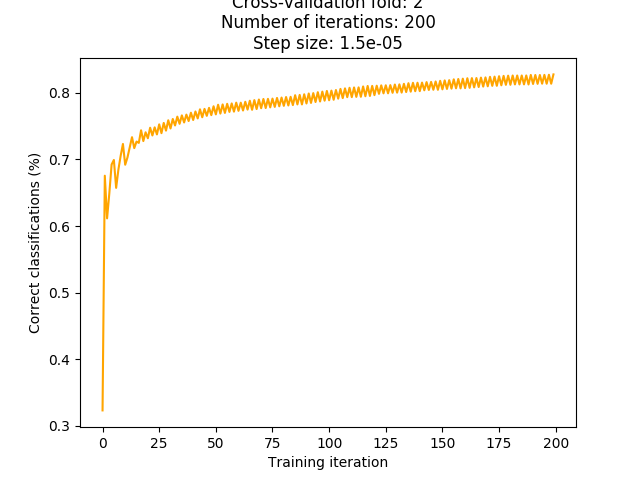 Cross-validation fold: 2
Number of iterations: 200
Step size: 1.5e-05
0.8
0.7
0.6
0.5
0.4
0.3
Correct classifications (%)
0 25 50 75 100 125 150 175 200
Training iteration